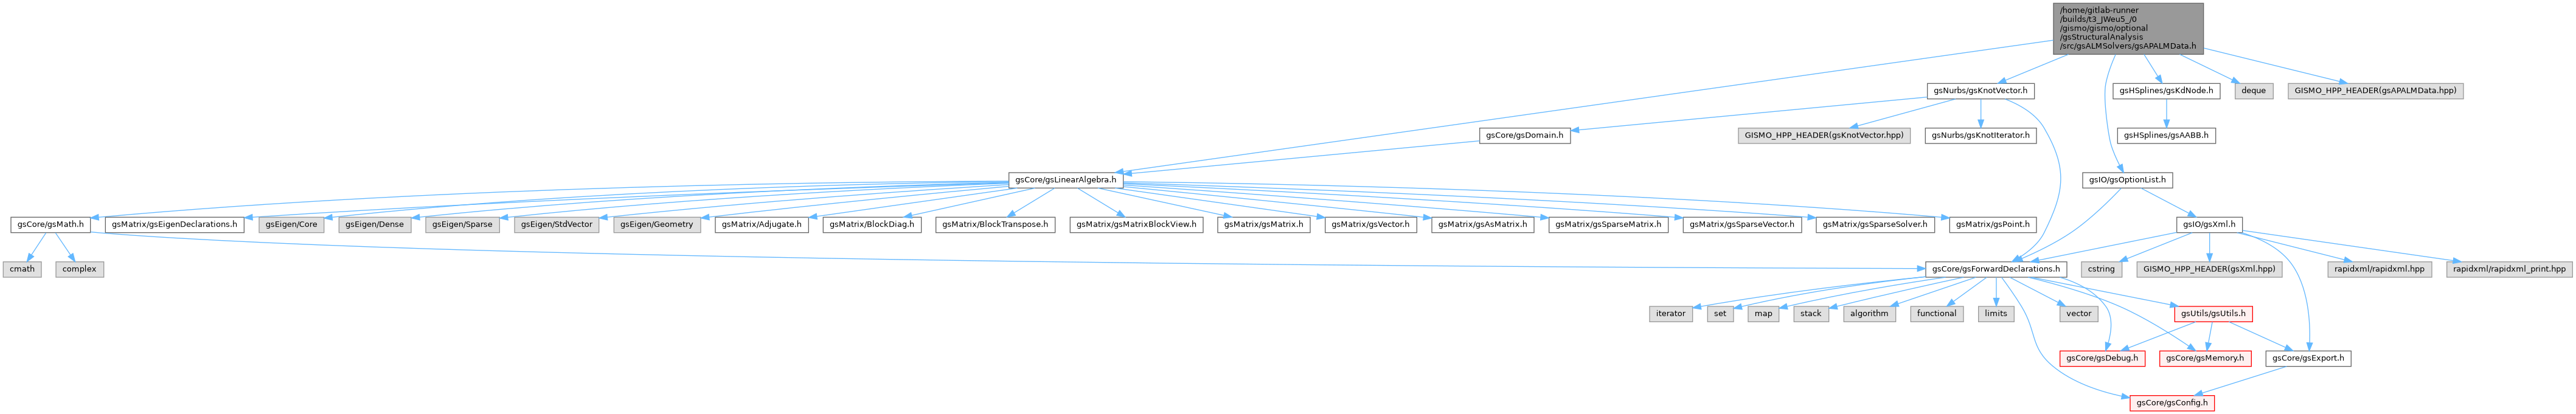 /home/gitlab-runner
/builds/t3_JWeu5_/0
/gismo/gismo/optional
/gsStructuralAnalysis
/src/gsALMSolvers/gsAPALMData.h
gsNurbs/gsKnotVector.h
gsHSplines/gsKdNode.h
deque
GISMO_HPP_HEADER(gsAPALMData.hpp)
gsCore/gsDomain.h
GISMO_HPP_HEADER(gsKnotVector.hpp)
gsNurbs/gsKnotIterator.h
gsHSplines/gsAABB.h
gsCore/gsLinearAlgebra.h
gsIO/gsOptionList.h
gsCore/gsMath.h
gsMatrix/gsEigenDeclarations.h
gsEigen/Core
gsEigen/Dense
gsEigen/Sparse
gsEigen/StdVector
gsEigen/Geometry
gsMatrix/Adjugate.h
gsMatrix/BlockDiag.h
gsMatrix/BlockTranspose.h
gsMatrix/gsMatrixBlockView.h
gsMatrix/gsMatrix.h
gsMatrix/gsVector.h
gsMatrix/gsAsMatrix.h
gsMatrix/gsSparseMatrix.h
gsMatrix/gsSparseVector.h
gsMatrix/gsSparseSolver.h
gsMatrix/gsPoint.h
gsIO/gsXml.h
cmath
complex
gsCore/gsForwardDeclarations.h
cstring
GISMO_HPP_HEADER(gsXml.hpp)
rapidxml/rapidxml.hpp
rapidxml/rapidxml_print.hpp
iterator
set
map
stack
algorithm
functional
limits
vector
gsUtils/gsUtils.h
gsCore/gsDebug.h
gsCore/gsMemory.h
gsCore/gsExport.h
gsCore/gsConfig.h